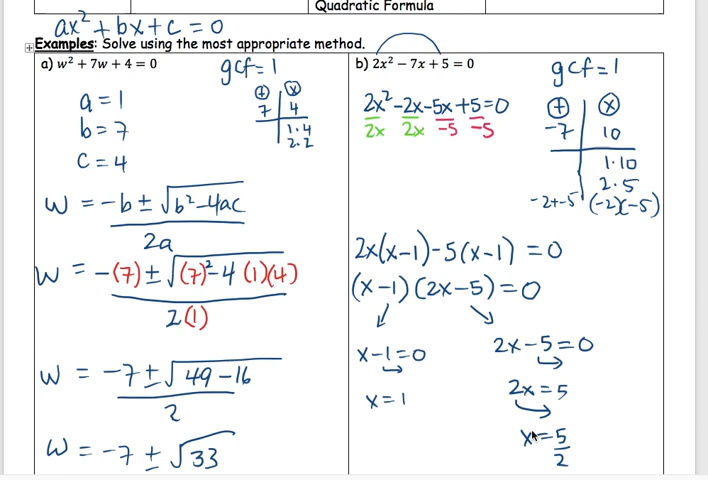 Quadratic Formula
ax² + bx + c = 0
Examples: Solve using the most appropriate method.
a) w² + 7w + 4 = 0
gcf = 1
⊕ ⊗
7 4
1·4
2·2
a = 1
b = 7
c = 4
w = -b ± √b² - 4ac
2a
w = -(7) ± √(7)² - 4 (1)(4)
2(1)
w = -7 ± √49 - 16
2
w = -7 ± √33
b) 2x² − 7x + 5 = 0
gcf = 1
⊕ ⊗
-7 10
1·10
2·5
-2+-5 (-2)(-5)
2x² - 2x - 5x + 5 = 0
2x 2x -5 -5
2x(x-1) - 5(x-1) = 0
(x-1)(2x-5) = 0
x-1=0
x = 1
2x-5=0
2x = 5
x = 5
2